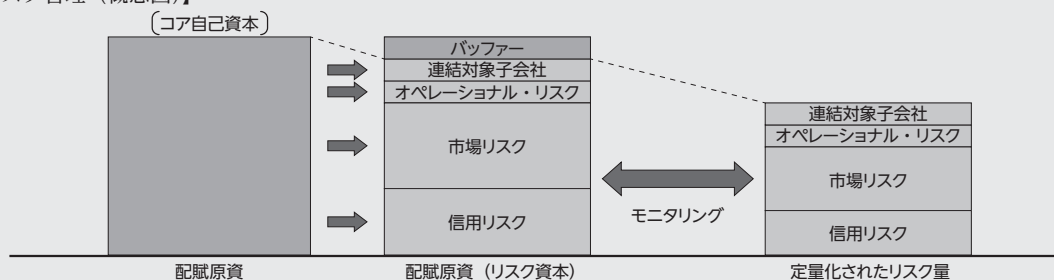 （コア自己資本）
バッファー
連結対象子会社
オペレーショナル・リスク
市場リスク
信用リスク
モニタリング
連結対象子会社
オペレーショナル・リスク
市場リスク
信用リスク
配賦原資
配賦原資（リスク資本）
定量化されたリスク量